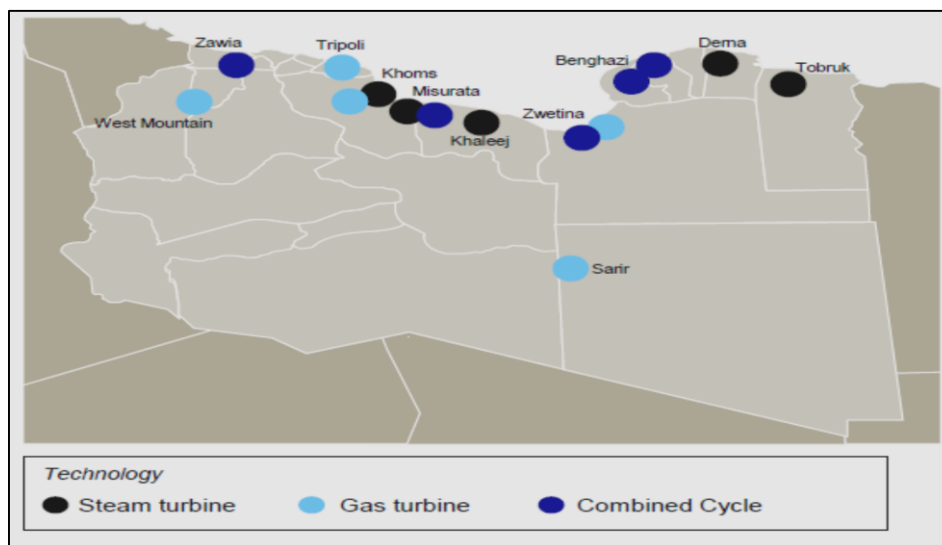 Zawia
Tripoli
Khoms
Misurata
West Mountain
Khaleej
Benghazi
Derna
Tobruk
Zwetina
Sarir
Technology
Steam turbine
Gas turbine
Combined Cycle